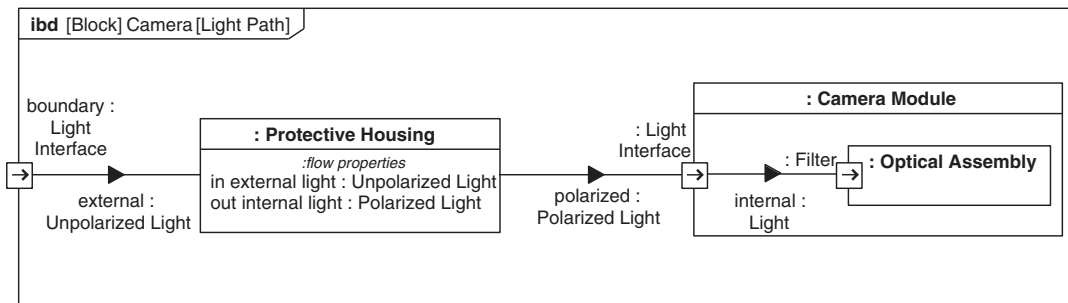 ibd [Block] Camera [Light Path]
boundary :
Light
Interface
external :
Unpolarized Light
: Protective Housing
:flow properties
in external light : Unpolarized Light
out internal light : Polarized Light
polarized :
Polarized Light
: Light
Interface
: Camera Module
internal :
Light
: Filter
: Optical Assembly